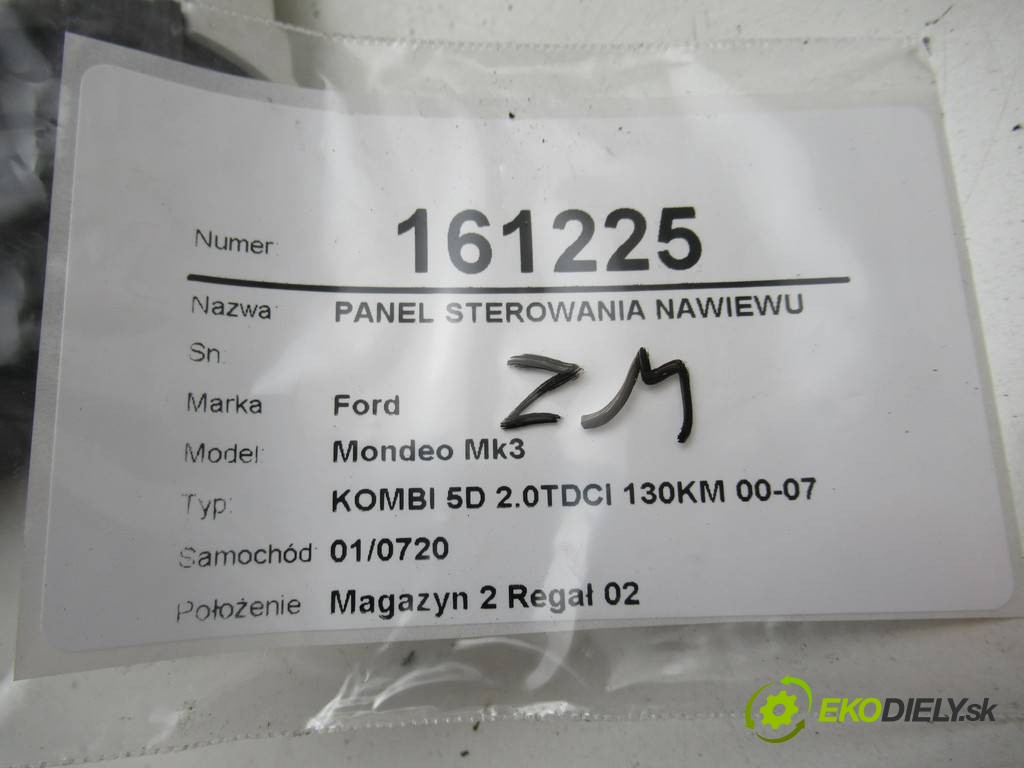 Numer: 161225
Nazwa: PANEL STEROWANIA NAWIEWU
Sn:
ZM
Marka Ford
Model: Mondeo Mk3
Typ: KOMBI 5D 2.0TDCI 130KM 00-07
Samochód: 01/0720
Położenie Magazyn 2 Regał 02
EKODIELY.sk